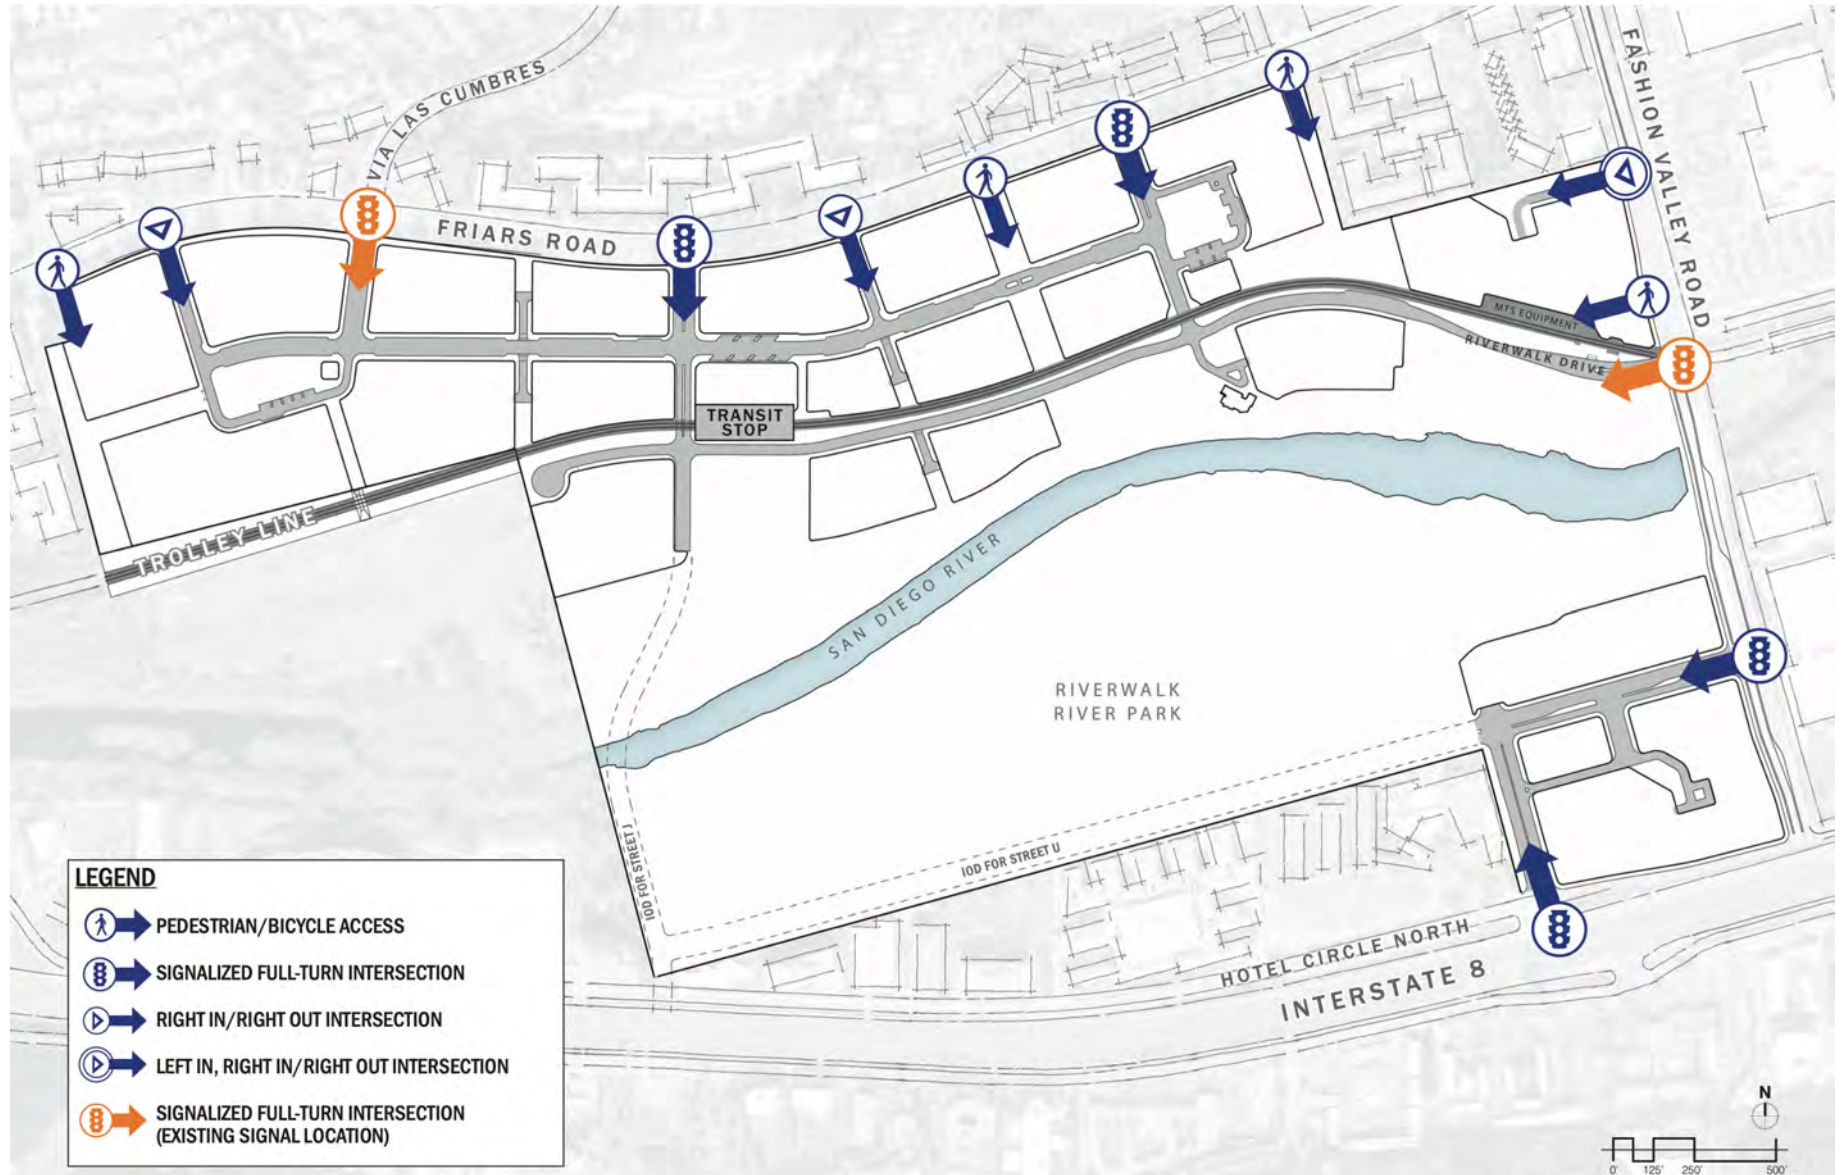 VIA LAS CUMBRES
FRIARS ROAD
FASHION VALLEY ROAD
MTS EQUIPMENT
RIVERWALK DRIVE
TRANSIT
STOP
TROLLEY LINE
SAN DIEGO RIVER
RIVERWALK
RIVER PARK
IOD FOR STREET J
IOD FOR STREET U
HOTEL CIRCLE NORTH
INTERSTATE 8
LEGEND
PEDESTRIAN/BICYCLE ACCESS
SIGNALIZED FULL-TURN INTERSECTION
RIGHT IN/RIGHT OUT INTERSECTION
LEFT IN, RIGHT IN/RIGHT OUT INTERSECTION
SIGNALIZED FULL-TURN INTERSECTION
(EXISTING SIGNAL LOCATION)
N
0' 125' 250' 500'